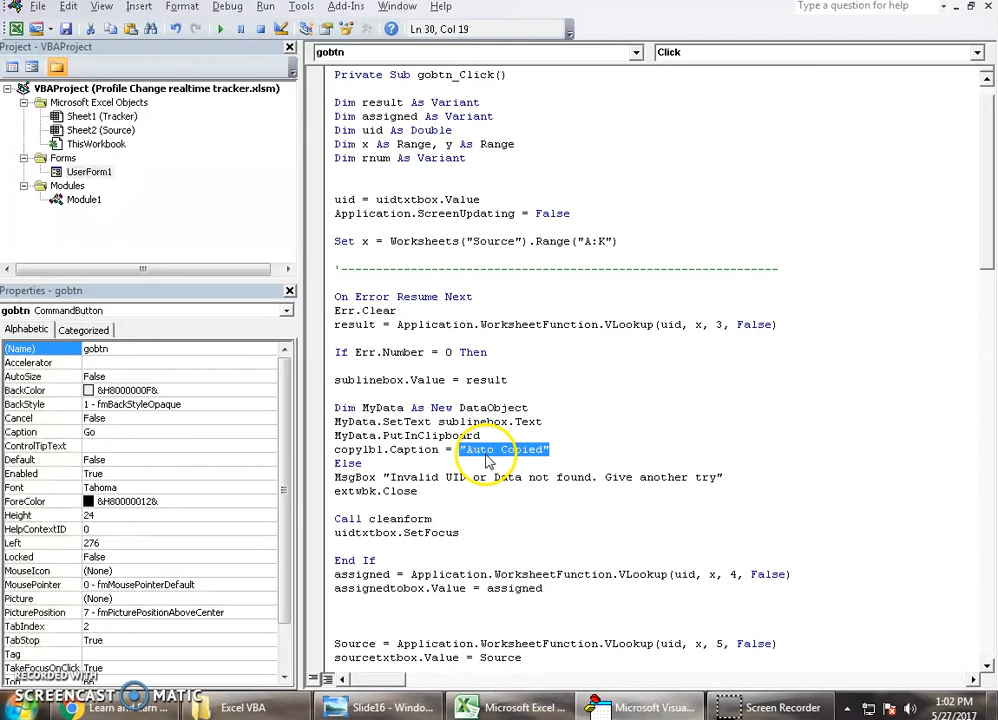 File Edit View Insert Format Debug Run Tools Add-Ins Window Help
Type a question for help
Ln 30, Col 19
Project - VBAProject
VBAProject (Profile Change realtime tracker.xlsm)
Microsoft Excel Objects
Sheet1 (Tracker)
Sheet2 (Source)
ThisWorkbook
Forms
UserForm1
Modules
Module1
Properties - gobtn
gobtn CommandButton
Alphabetic Categorized
(Name) gobtn
Accelerator
AutoSize False
BackColor &H8000000F&
BackStyle 1 - fmBackStyleOpaque
Cancel False
Caption Go
ControlTipText
Default False
Enabled True
Font Tahoma
ForeColor &H80000012&
Height 24
HelpContextID 0
Left 276
Locked False
MouseIcon (None)
MousePointer 0 - fmMousePointerDefault
Picture (None)
PicturePosition 7 - fmPicturePositionAboveCenter
TabIndex 2
TabStop True
Tag
TakeFocusOnClick True
gobtn
Click
Private Sub gobtn_Click()
Dim result As Variant
Dim assigned As Variant
Dim uid As Double
Dim x As Range, y As Range
Dim rnum As Variant
uid = uidtxtbox.Value
Application.ScreenUpdating = False
Set x = Worksheets("Source").Range("A:K")
'---------------------------------------------------------------
On Error Resume Next
Err.Clear
result = Application.WorksheetFunction.VLookup(uid, x, 3, False)
If Err.Number = 0 Then
sublinebox.Value = result
Dim MyData As New DataObject
MyData.SetText sublinebox.Text
MyData.PutInClipboard
copylbl.Caption = "Auto Copied"
Else
MsgBox "Invalid UID or Data not found. Give another try"
extwbk.Close
Call cleanform
uidtxtbox.SetFocus
End If
assigned = Application.WorksheetFunction.VLookup(uid, x, 4, False)
assignedtobox.Value = assigned
Source = Application.WorksheetFunction.VLookup(uid, x, 5, False)
sourcetxtbox.Value = Source
RECORDED WITH
SCREENCAST MATIC
Learn and earn ... Excel VBA Slide16 - Windo... Microsoft Excel ... Microsoft Visua... Screen Recorder
1:02 PM
5/27/2017